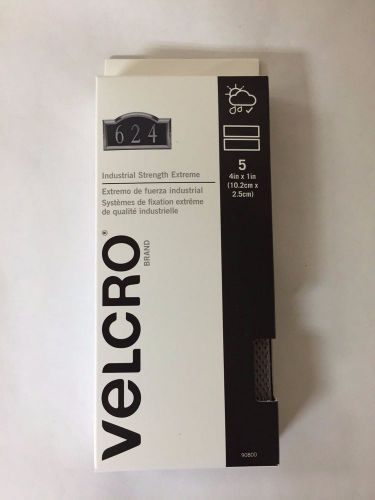 624
Industrial Strength Extreme
Extremo de fuerza industrial
Systèmes de fixation extrême
de qualité industrielle
VELCRO®
BRAND
5
4in x 1in
(10.2cm x
2.5cm)
90800